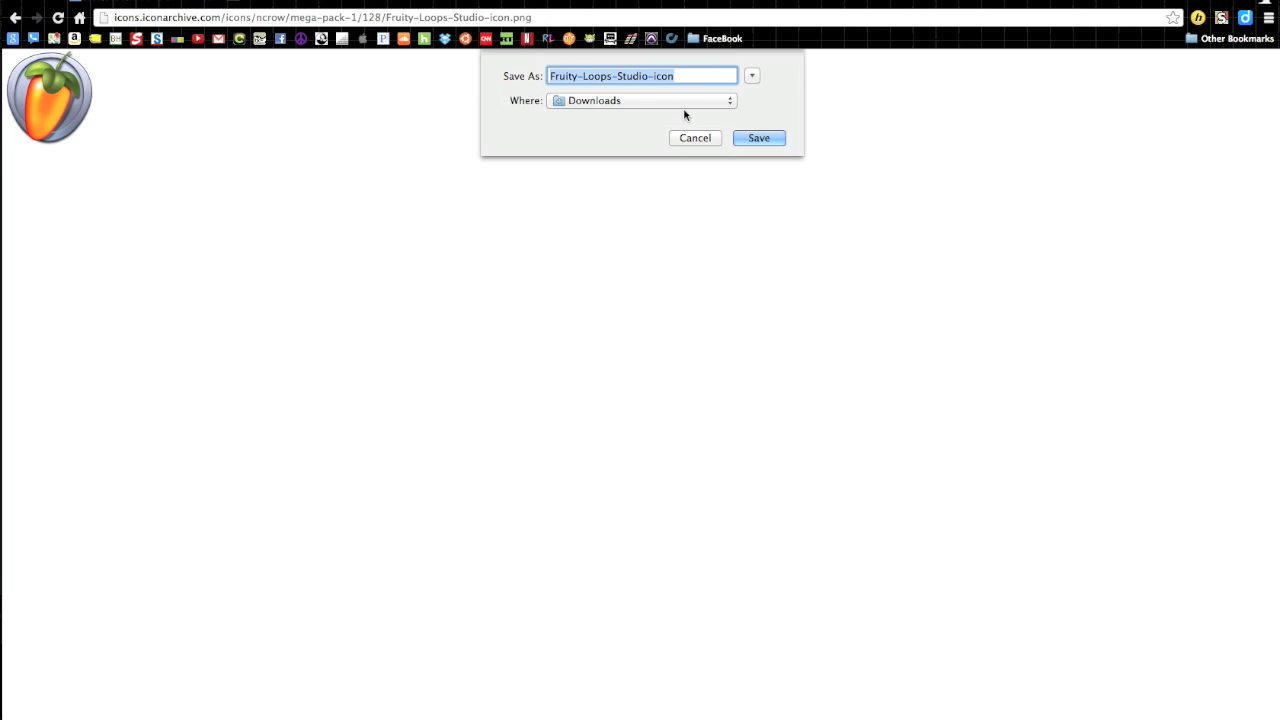 icons.iconarchive.com/icons/ncrow/mega-pack-1/128/Fruity-Loops-Studio-icon.png
FaceBook
Other Bookmarks
Save As: Fruity-Loops-Studio-icon
Where: Downloads
Cancel Save